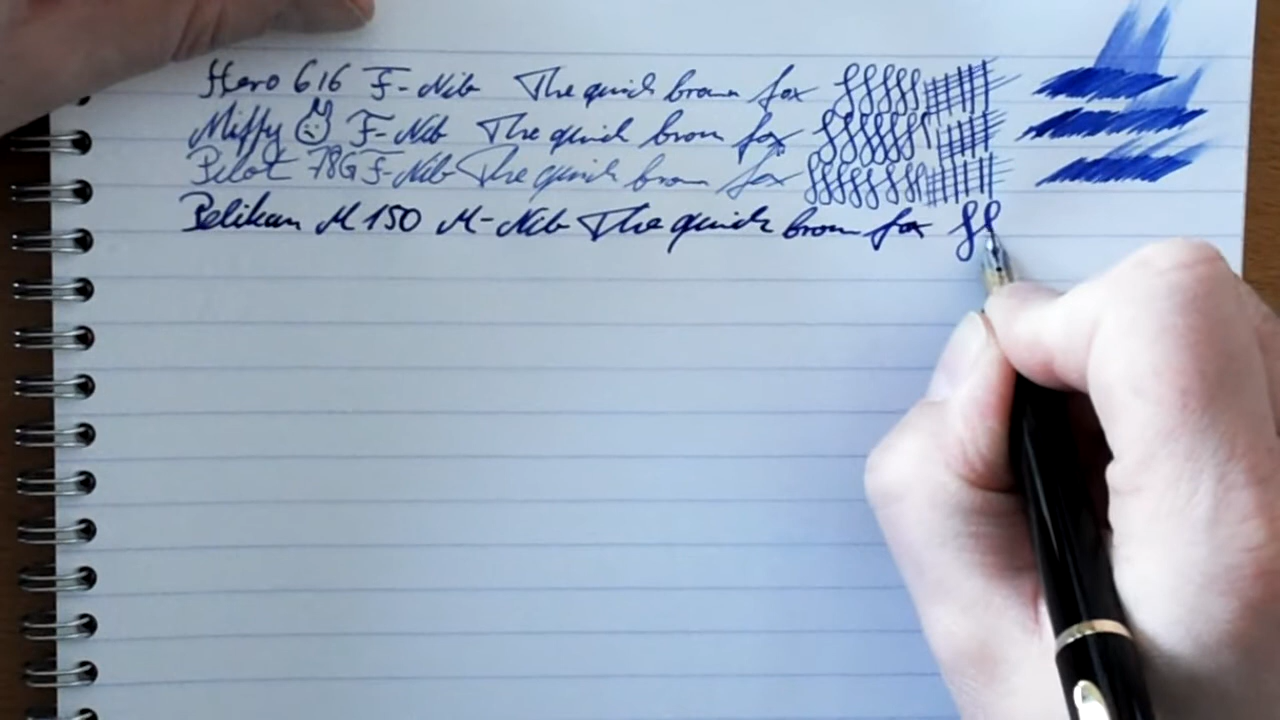 Hero 616 F-Nib The quick brown fox
Miffy F-Nib The quick brown fox
Pilot 78G F-Nib The quick brown fox
Pelikan M150 M-Nib The quick brown fox